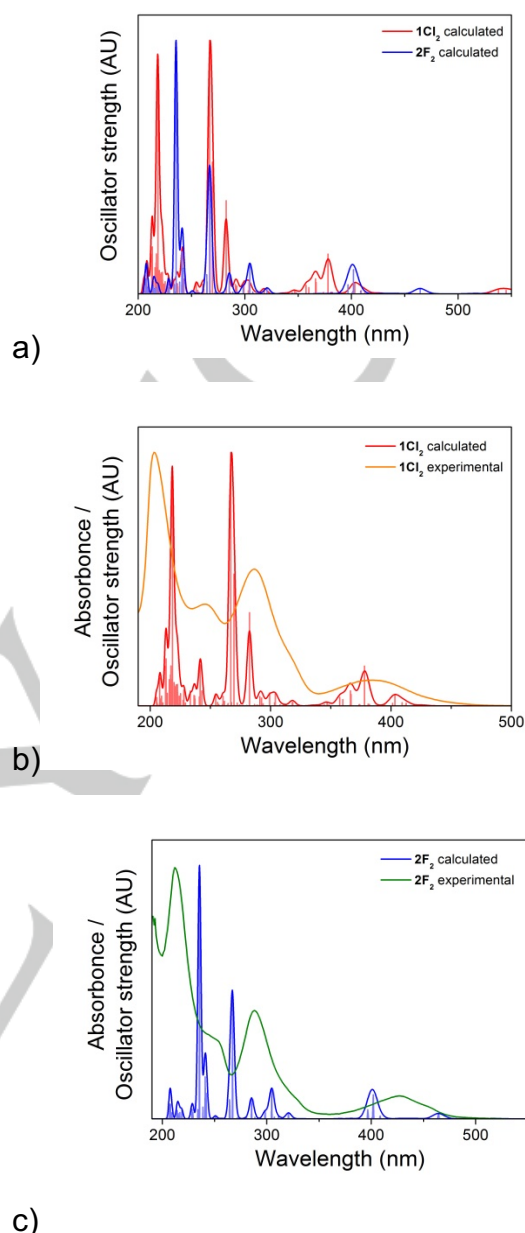 1Cl₂ calculated
2F₂ calculated
Oscillator strength (AU)
200 300 400 500
Wavelength (nm)
a)
1Cl₂ calculated
1Cl₂ experimental
Absorbonce /
Oscillator strength (AU)
200 300 400 500
Wavelength (nm)
b)
2F₂ calculated
2F₂ experimental
Absorbonce /
Oscillator strength (AU)
200 300 400 500
Wavelength (nm)
c)